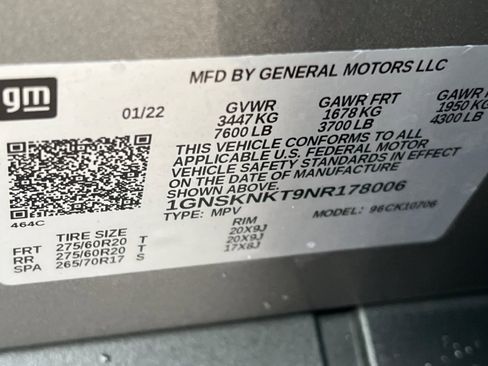 gm
MFD BY GENERAL MOTORS LLC
01/22
GVWR
3447 KG
7600 LB
GAWR FRT
1678 KG
3700 LB
GAWR
1950 KG
4300 LB
THIS VEHICLE CONFORMS TO ALL
APPLICABLE U.S. FEDERAL MOTOR
VEHICLE SAFETY STANDARDS IN EFFECT
ON THE DATE OF MANUFACTURE
SHOWN ABOVE.
1GNSKNKT9NR178006
TYPE: MPV MODEL: 96CK10706
464C
TIRE SIZE RIM
FRT 275/60R20 T 20X9J
RR 275/60R20 T 20X9J
SPA 265/70R17 S 17X8J